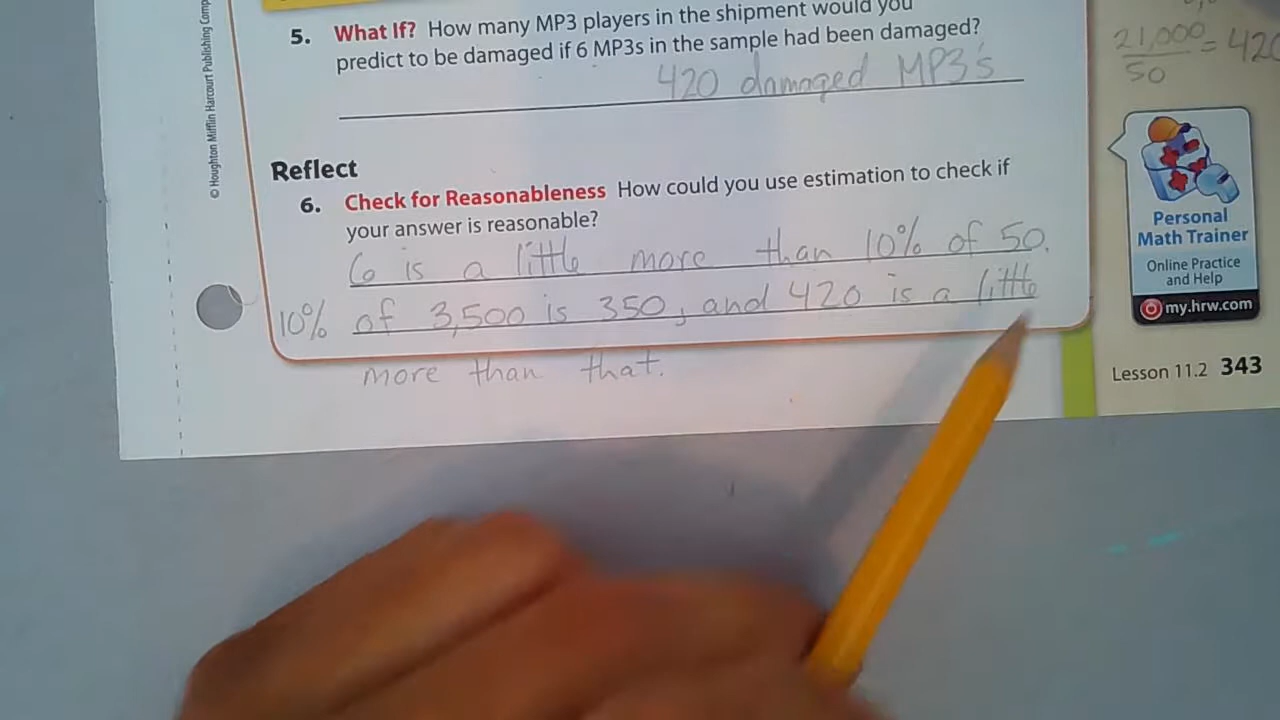 © Houghton Mifflin Harcourt Publishing Comp
5. What If? How many MP3 players in the shipment would you
predict to be damaged if 6 MP3s in the sample had been damaged?
420 damaged MP3's
21,000
50
= 420
Reflect
6. Check for Reasonableness How could you use estimation to check if
your answer is reasonable?
6 is a little more than 10% of 50.
10% of 3,500 is 350, and 420 is a little
more than that.
Personal
Math Trainer
Online Practice
and Help
my.hrw.com
Lesson 11.2 343